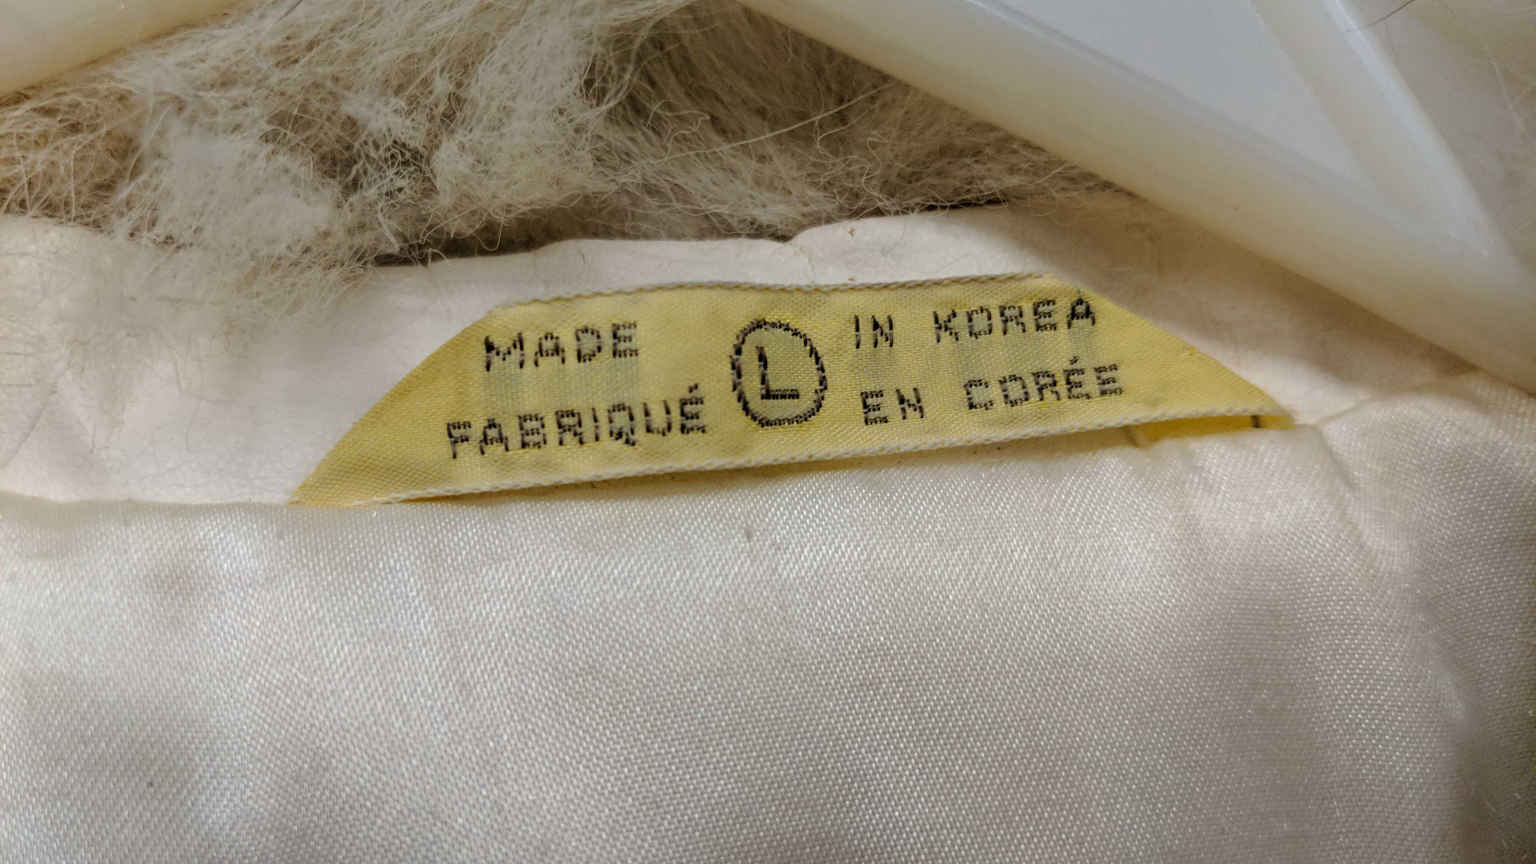 MADE Ⓛ IN KOREA
FABRIQUÉ EN CORÉE